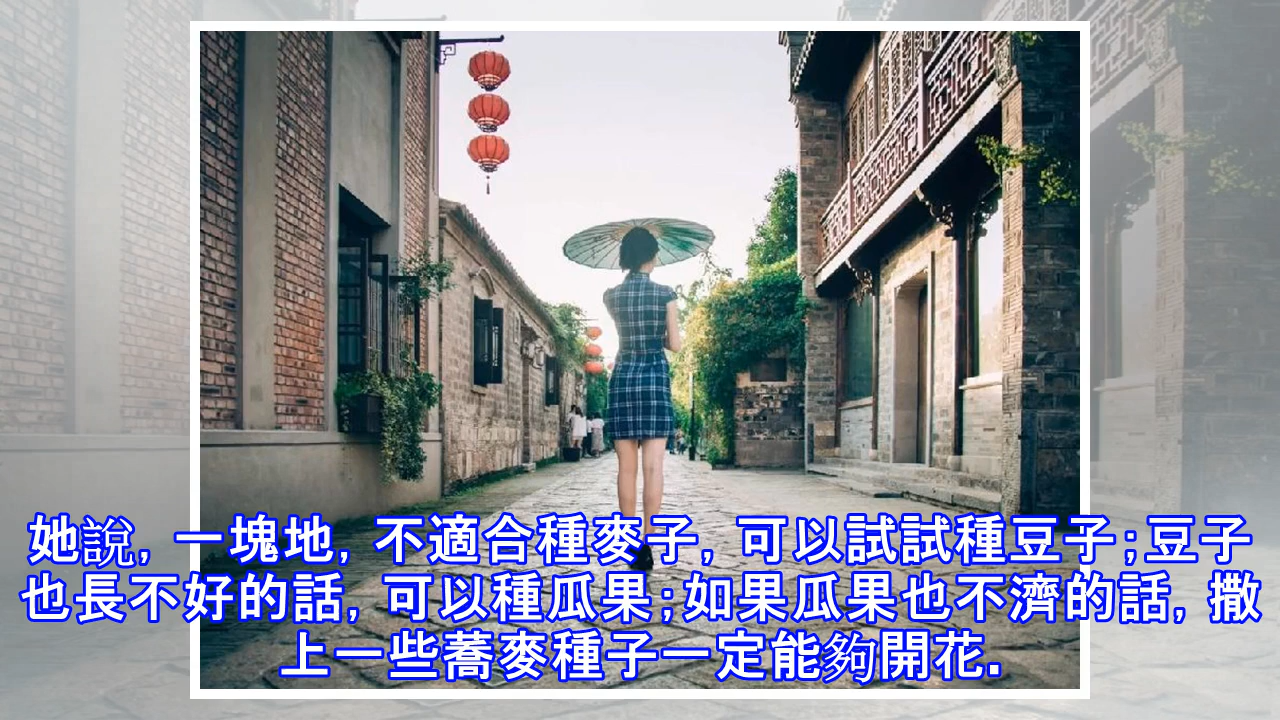 她說, 一塊地, 不適合種麥子, 可以試試種豆子;豆子
也長不好的話, 可以種瓜果;如果瓜果也不濟的話, 撒
上一些蕎麥種子一定能夠開花.